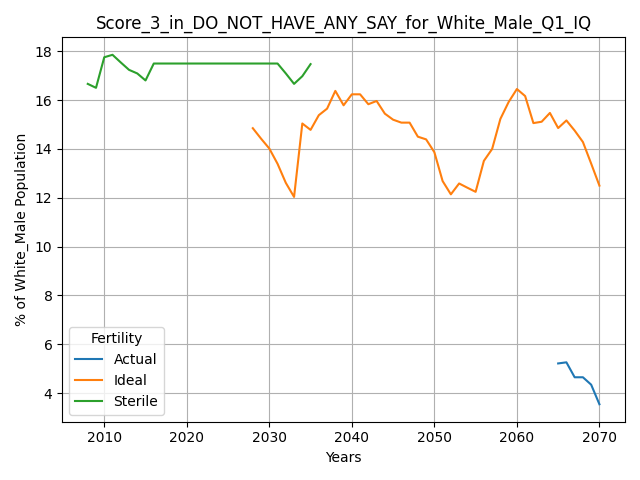 Score_3_in_DO_NOT_HAVE_ANY_SAY_for_White_Male_Q1_IQ
% of White_Male Population
18
16
14
12
10
8
6
4
Fertility
Actual
Ideal
Sterile
2010 2020 2030 2040 2050 2060 2070
Years